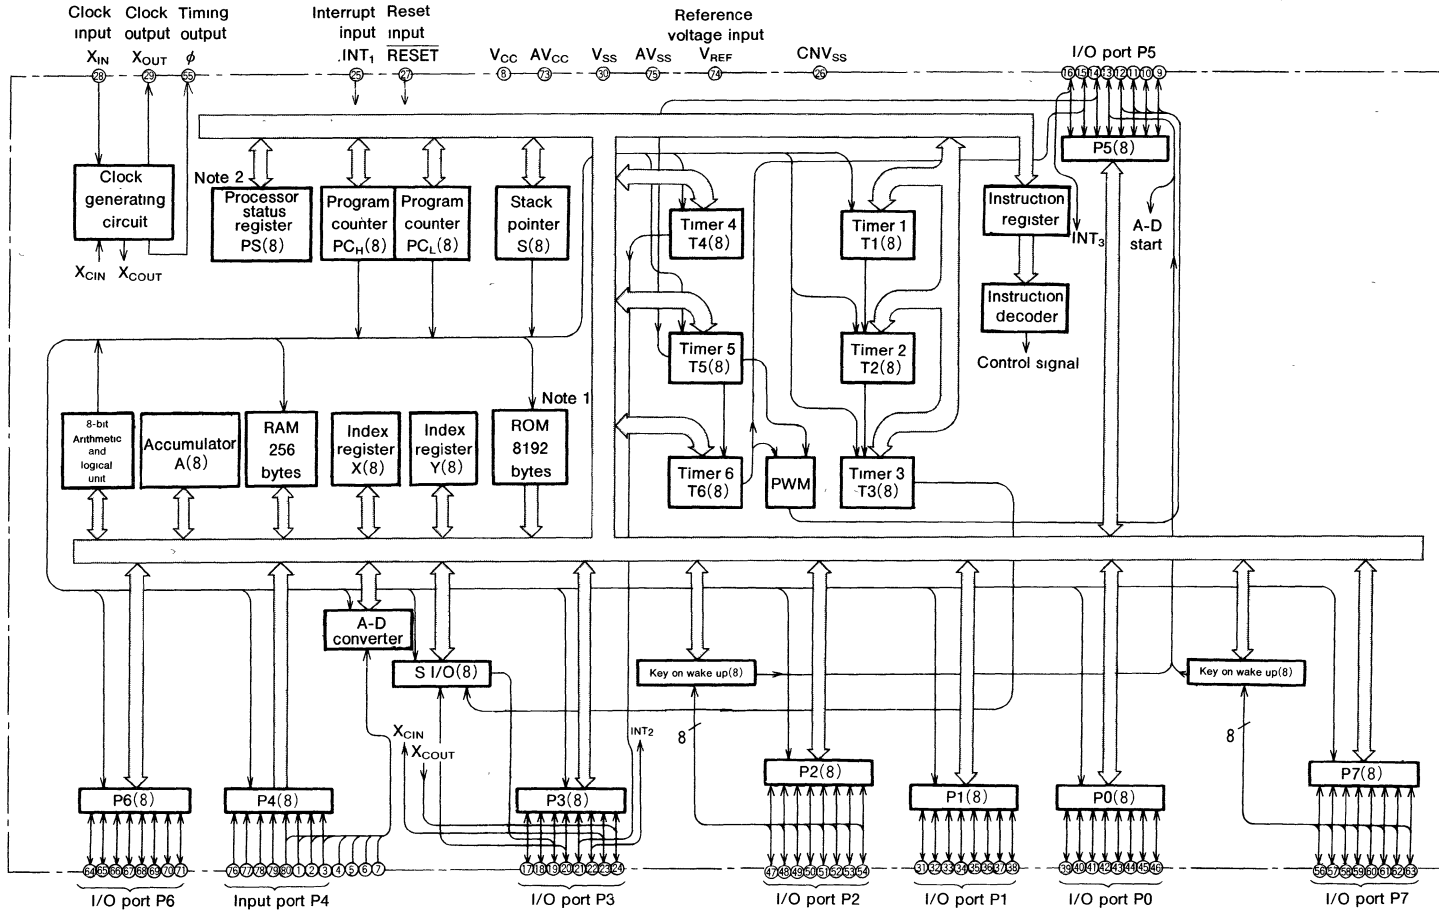 Clock input XIN
Clock output XOUT
Timing output φ
Interrupt input INT1
Reset input RESET
VCC
AVCC
VSS
AVSS
Reference voltage input VREF
CNVSS
I/O port P5
28
29
55
25
27
8
73
30
75
74
26
16 15 14 13 12 11 10 9
P5(8)
Clock generating circuit
XCIN
XCOUT
Note 2
Processor status register PS(8)
Program counter PCH(8)
Program counter PCL(8)
Stack pointer S(8)
Timer 4 T4(8)
Timer 1 T1(8)
Instruction register
INT3
A-D start
Instruction decoder
Control signal
Timer 5 T5(8)
Timer 2 T2(8)
Note 1
8-bit Arithmetic and logical unit
Accumulator A(8)
RAM 256 bytes
Index register X(8)
Index register Y(8)
ROM 8192 bytes
Timer 6 T6(8)
PWM
Timer 3 T3(8)
A-D converter
S I/O(8)
Key on wake up(8)
Key on wake up(8)
XCIN
XCOUT
INT2
8
8
P6(8)
P4(8)
P3(8)
P2(8)
P1(8)
P0(8)
P7(8)
64 65 66 67 68 69 70 71
76 77 78 79 80 1 2 3 4 5 6 7
17 18 19 20 21 22 23 24
47 48 49 50 51 52 53 54
31 32 33 34 35 36 37 38
39 40 41 42 43 44 45 46
56 57 58 59 60 61 62 63
I/O port P6
Input port P4
I/O port P3
I/O port P2
I/O port P1
I/O port P0
I/O port P7